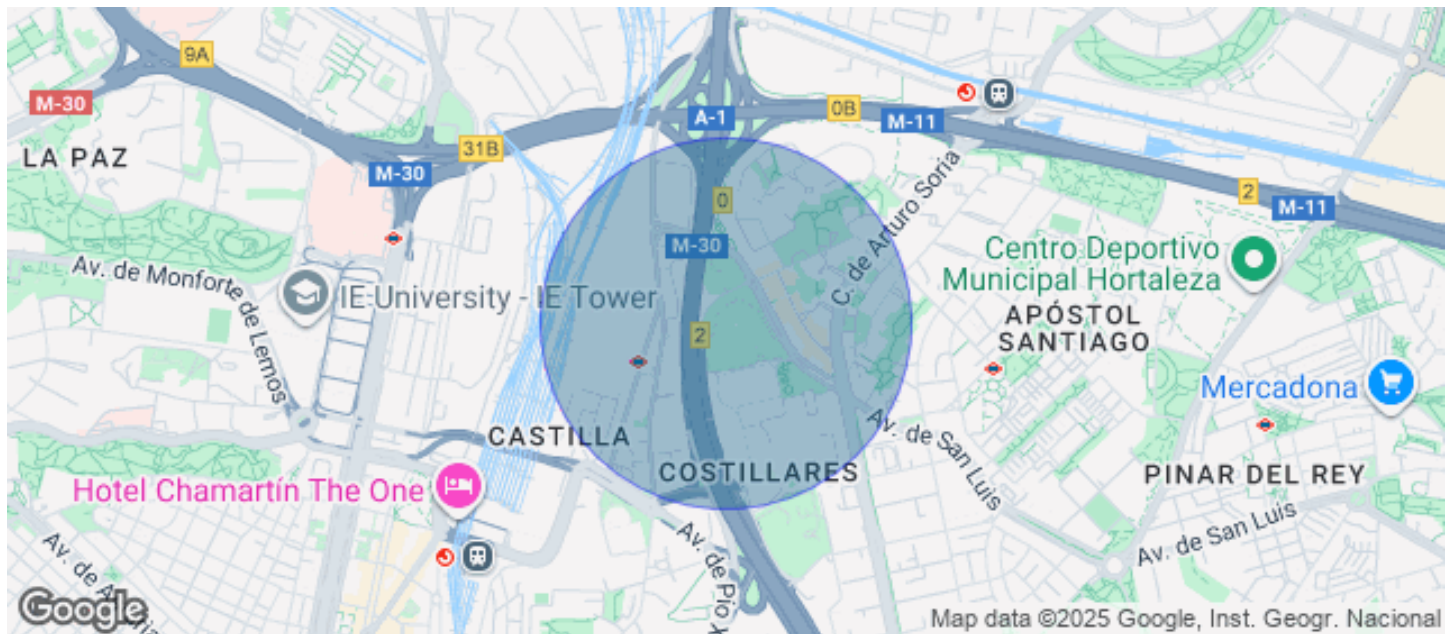 9A
M-30
LA PAZ
31B
M-30
A-1
0B
M-11
2
M-11
0
M-30
C. de Arturo Soria
Centro Deportivo
Municipal Hortaleza
Av. de Monforte
de Lemos
IE University - IE Tower
2
APÓSTOL
SANTIAGO
Mercadona
CASTILLA
COSTILLARES
Av. de San Luis
PINAR DEL REY
Hotel Chamartín The One
Av. de San Luis
Av. de Pío X
Google
Map data ©2025 Google, Inst. Geogr. Nacional